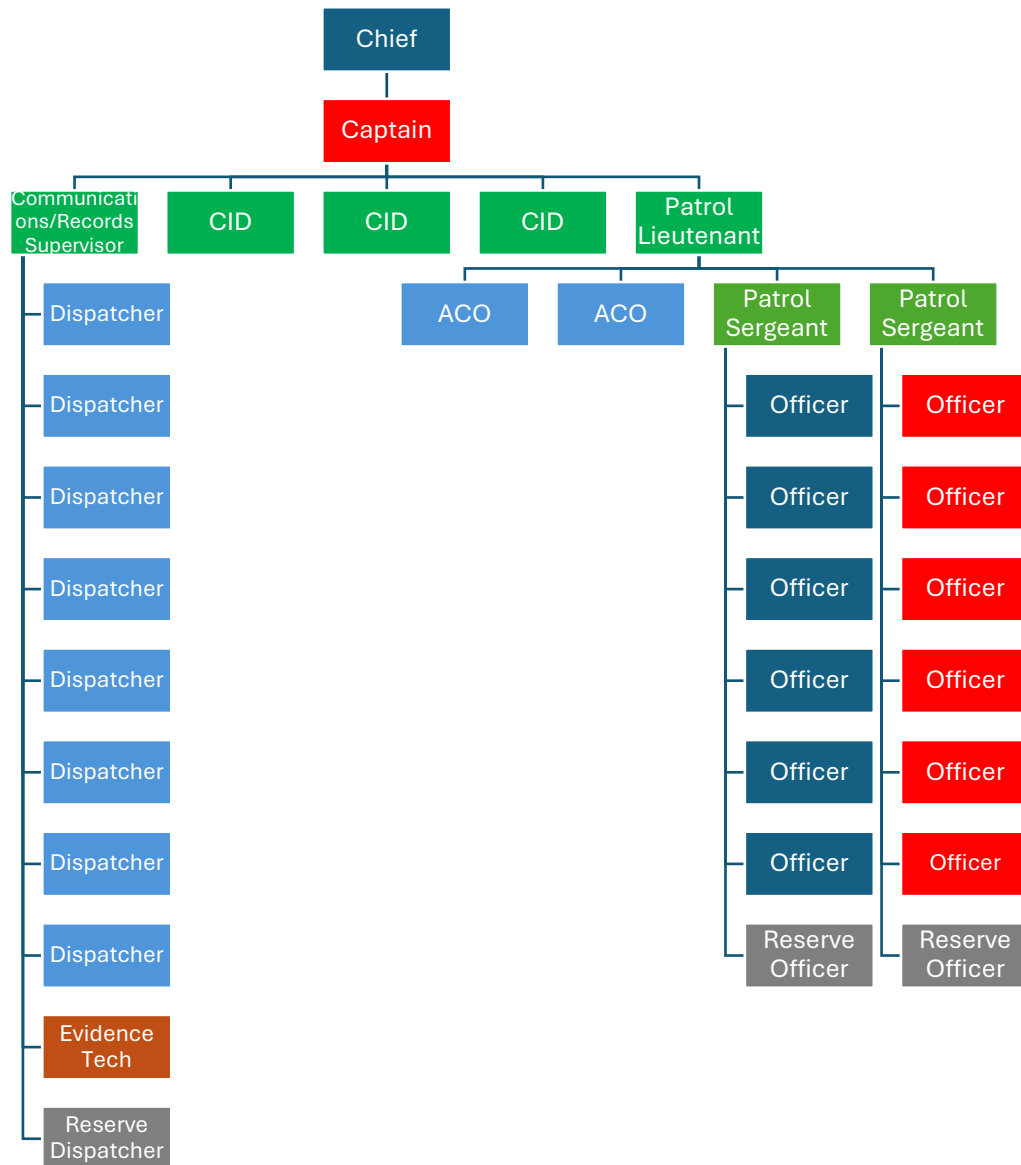 Chief
Captain
Communicati
ons/Records
Supervisor
CID
CID
CID
Patrol
Lieutenant
Dispatcher
ACO
ACO
Patrol
Sergeant
Patrol
Sergeant
Dispatcher
Officer
Officer
Dispatcher
Officer
Officer
Dispatcher
Officer
Officer
Dispatcher
Officer
Officer
Dispatcher
Officer
Officer
Dispatcher
Officer
Officer
Dispatcher
Reserve
Officer
Reserve
Officer
Evidence
Tech
Reserve
Dispatcher